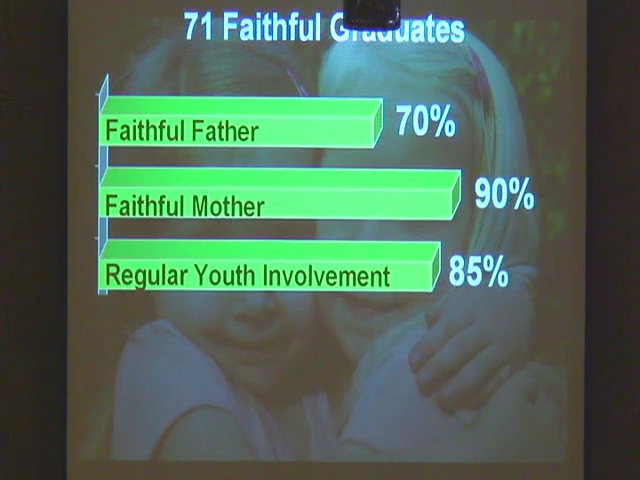 71 Faithful Graduates
Faithful Father 70%
Faithful Mother 90%
Regular Youth Involvement 85%